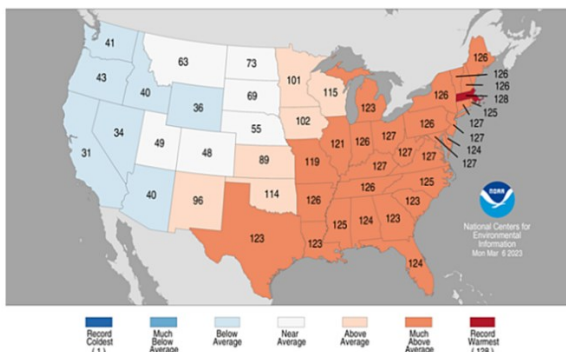 41 63 73 126
43 40 69 101 115 126 126
36 123 126 128
55 102 125
31 34 49 48 89 119 121 126 127 126 127
127 127 127 127
124
127
40 96 114 126 126 125
123 125 124 123 123
123 124
NOAA
National Centers for
Environmental
Information
Mon Mar 6 2023
Record Much Below Near Above Much Record
Coldest Below Average Average Average Above Warmest
( 1 ) Average Average (129)